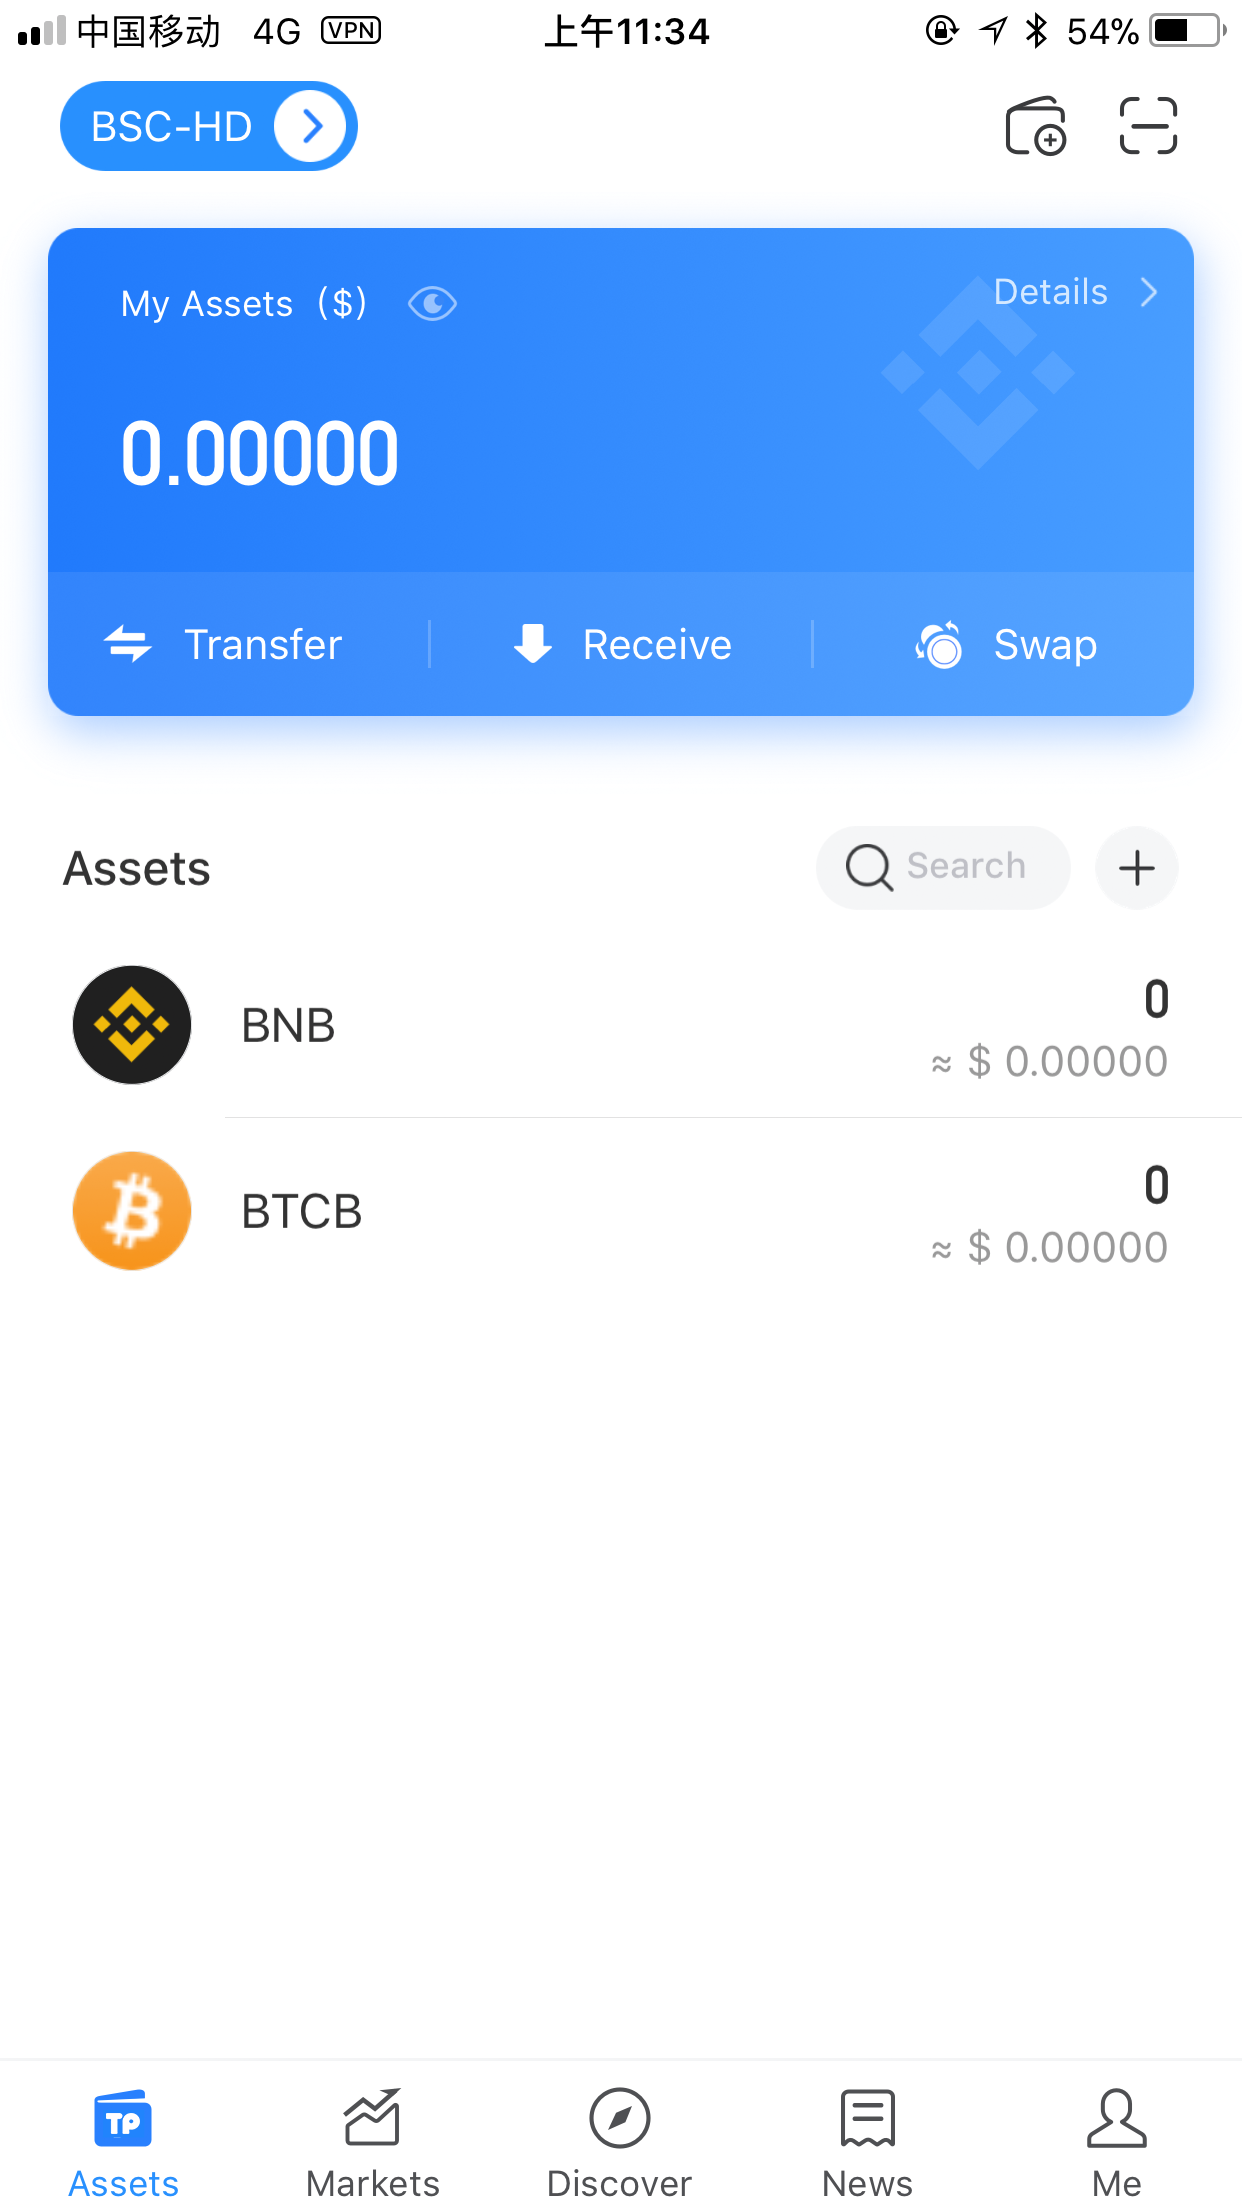 中国移动 4G VPN 上午11:34 54%
BSC-HD
My Assets ($) Details
0.00000
Transfer Receive Swap
Assets Search
BNB 0
≈ $ 0.00000
BTCB 0
≈ $ 0.00000
TP
Assets Markets Discover News Me